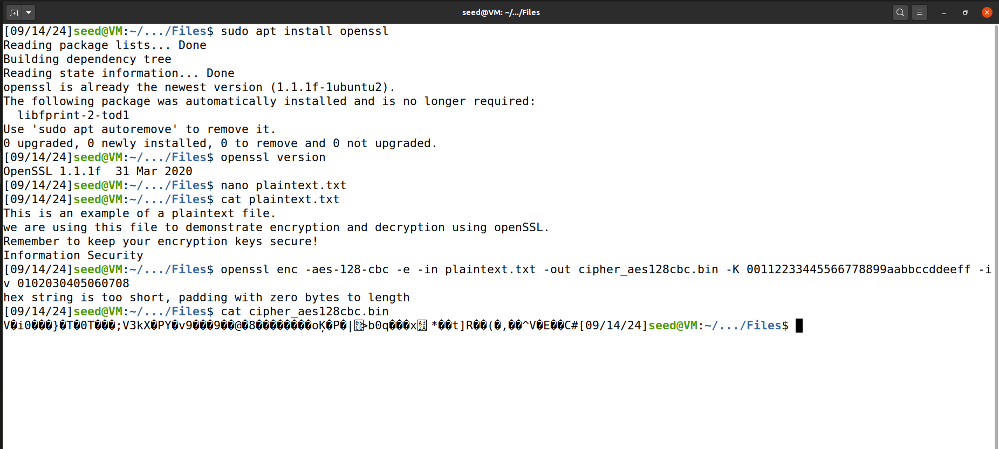 seed@VM: ~/.../Files
[09/14/24]seed@VM:~/.../Files$ sudo apt install openssl
Reading package lists... Done
Building dependency tree
Reading state information... Done
openssl is already the newest version (1.1.1f-1ubuntu2).
The following package was automatically installed and is no longer required:
  libfprint-2-tod1
Use 'sudo apt autoremove' to remove it.
0 upgraded, 0 newly installed, 0 to remove and 0 not upgraded.
[09/14/24]seed@VM:~/.../Files$ openssl version
OpenSSL 1.1.1f  31 Mar 2020
[09/14/24]seed@VM:~/.../Files$ nano plaintext.txt
[09/14/24]seed@VM:~/.../Files$ cat plaintext.txt
This is an example of a plaintext file.
we are using this file to demonstrate encryption and decryption using openSSL.
Remember to keep your encryption keys secure!
Information Security
[09/14/24]seed@VM:~/.../Files$ openssl enc -aes-128-cbc -e -in plaintext.txt -out cipher_aes128cbc.bin -K 00112233445566778899aabbccddeeff -i
v 0102030405060708
hex string is too short, padding with zero bytes to length
[09/14/24]seed@VM:~/.../Files$ cat cipher_aes128cbc.bin
V�i0���}�T�0T���;V3kX�PY�v9���9��@�8��������oĶ�P�|>b0q���x *��t]R��(�,��^V�E��C#[09/14/24]seed@VM:~/.../Files$